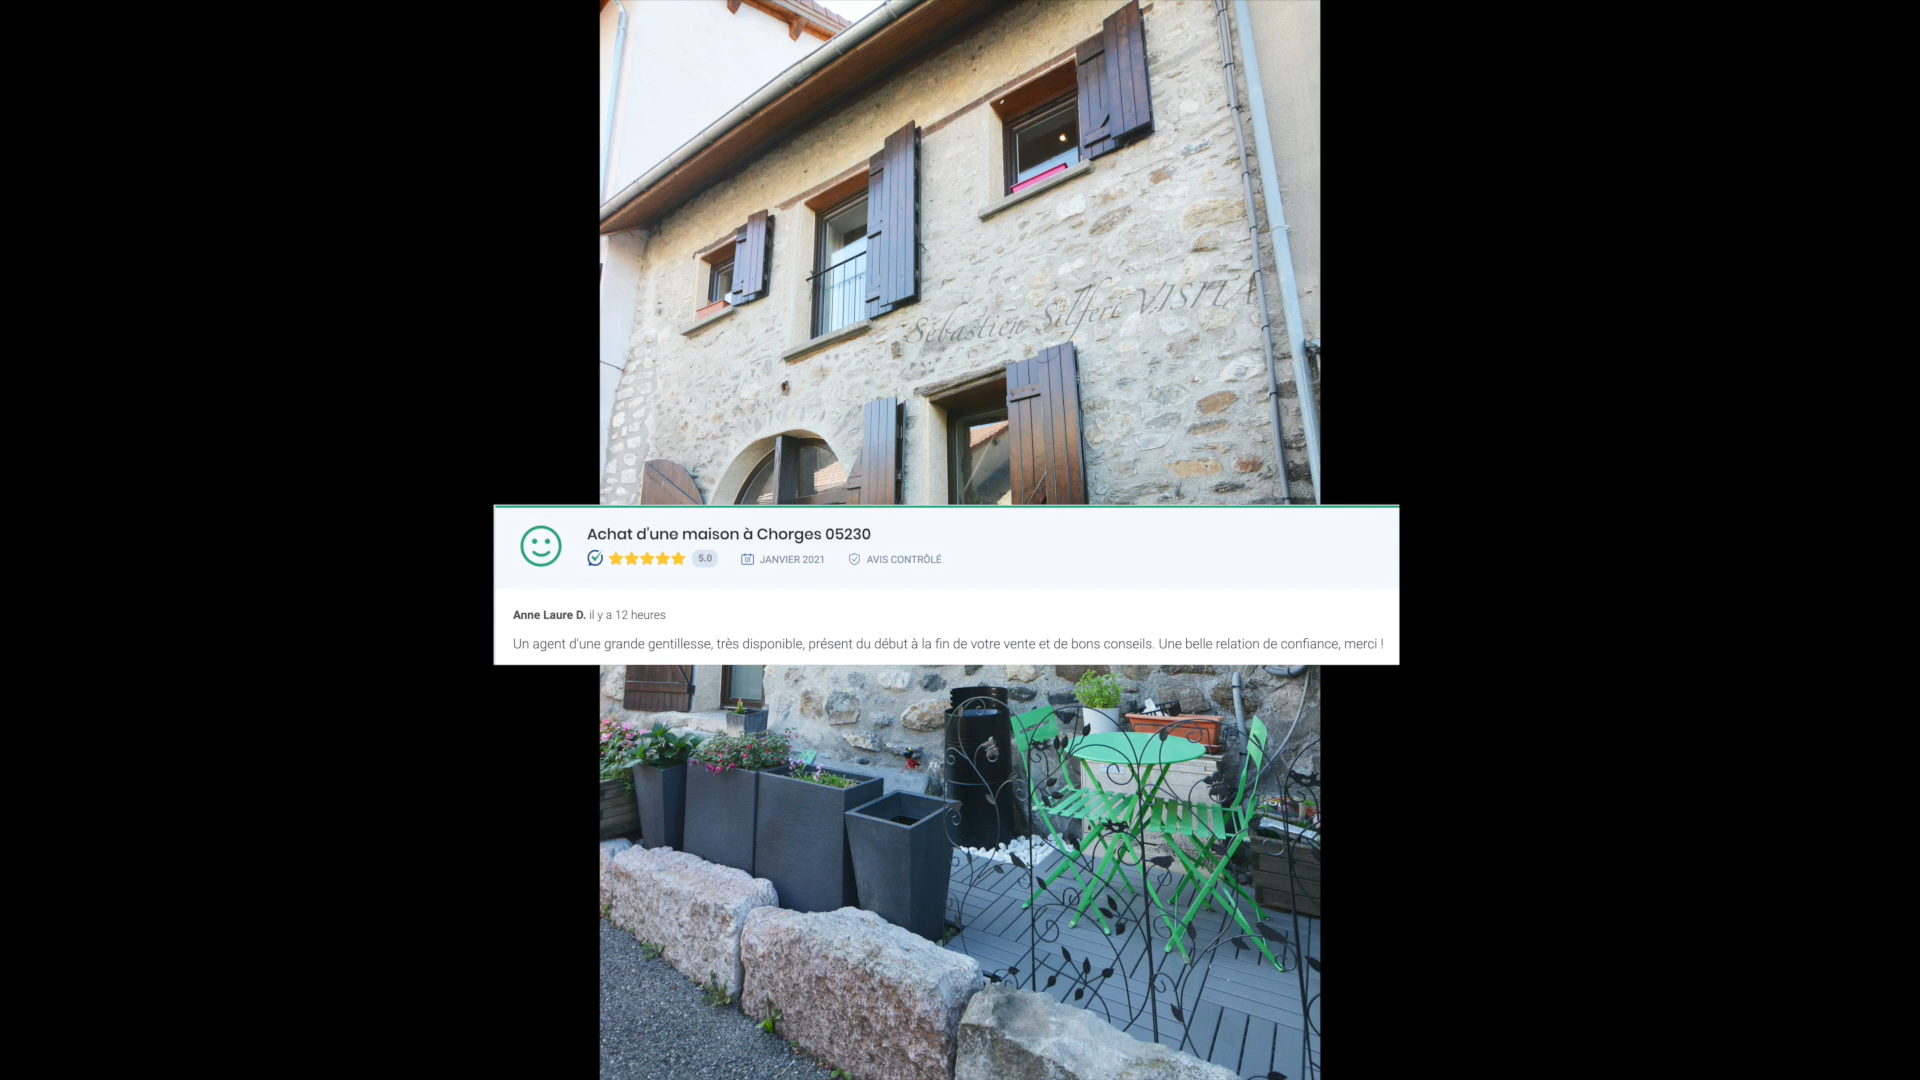 Sébastien Silferi VISITA
Achat d'une maison à Chorges 05230
5.0 JANVIER 2021 AVIS CONTRÔLÉ
Anne Laure D. il y a 12 heures
Un agent d'une grande gentillesse, très disponible, présent du début à la fin de votre vente et de bons conseils. Une belle relation de confiance, merci !